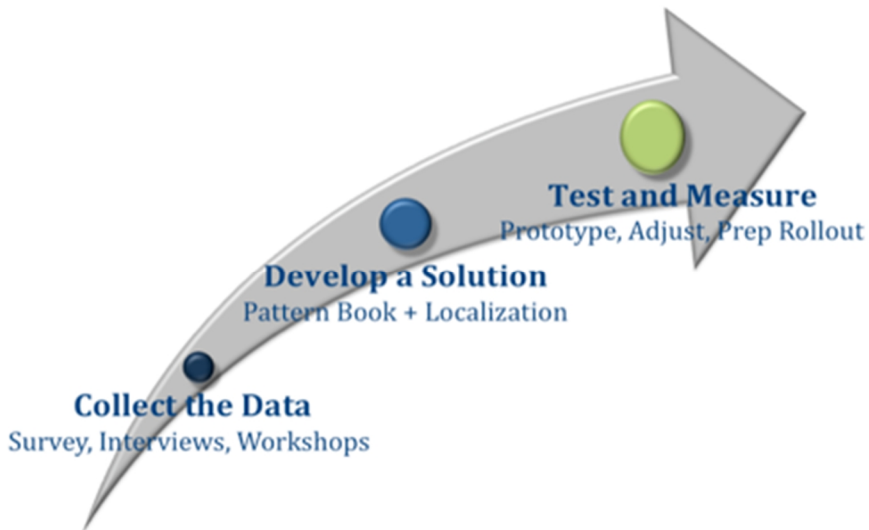 Test and Measure
Prototype, Adjust, Prep Rollout
Develop a Solution
Pattern Book + Localization
Collect the Data
Survey, Interviews, Workshops